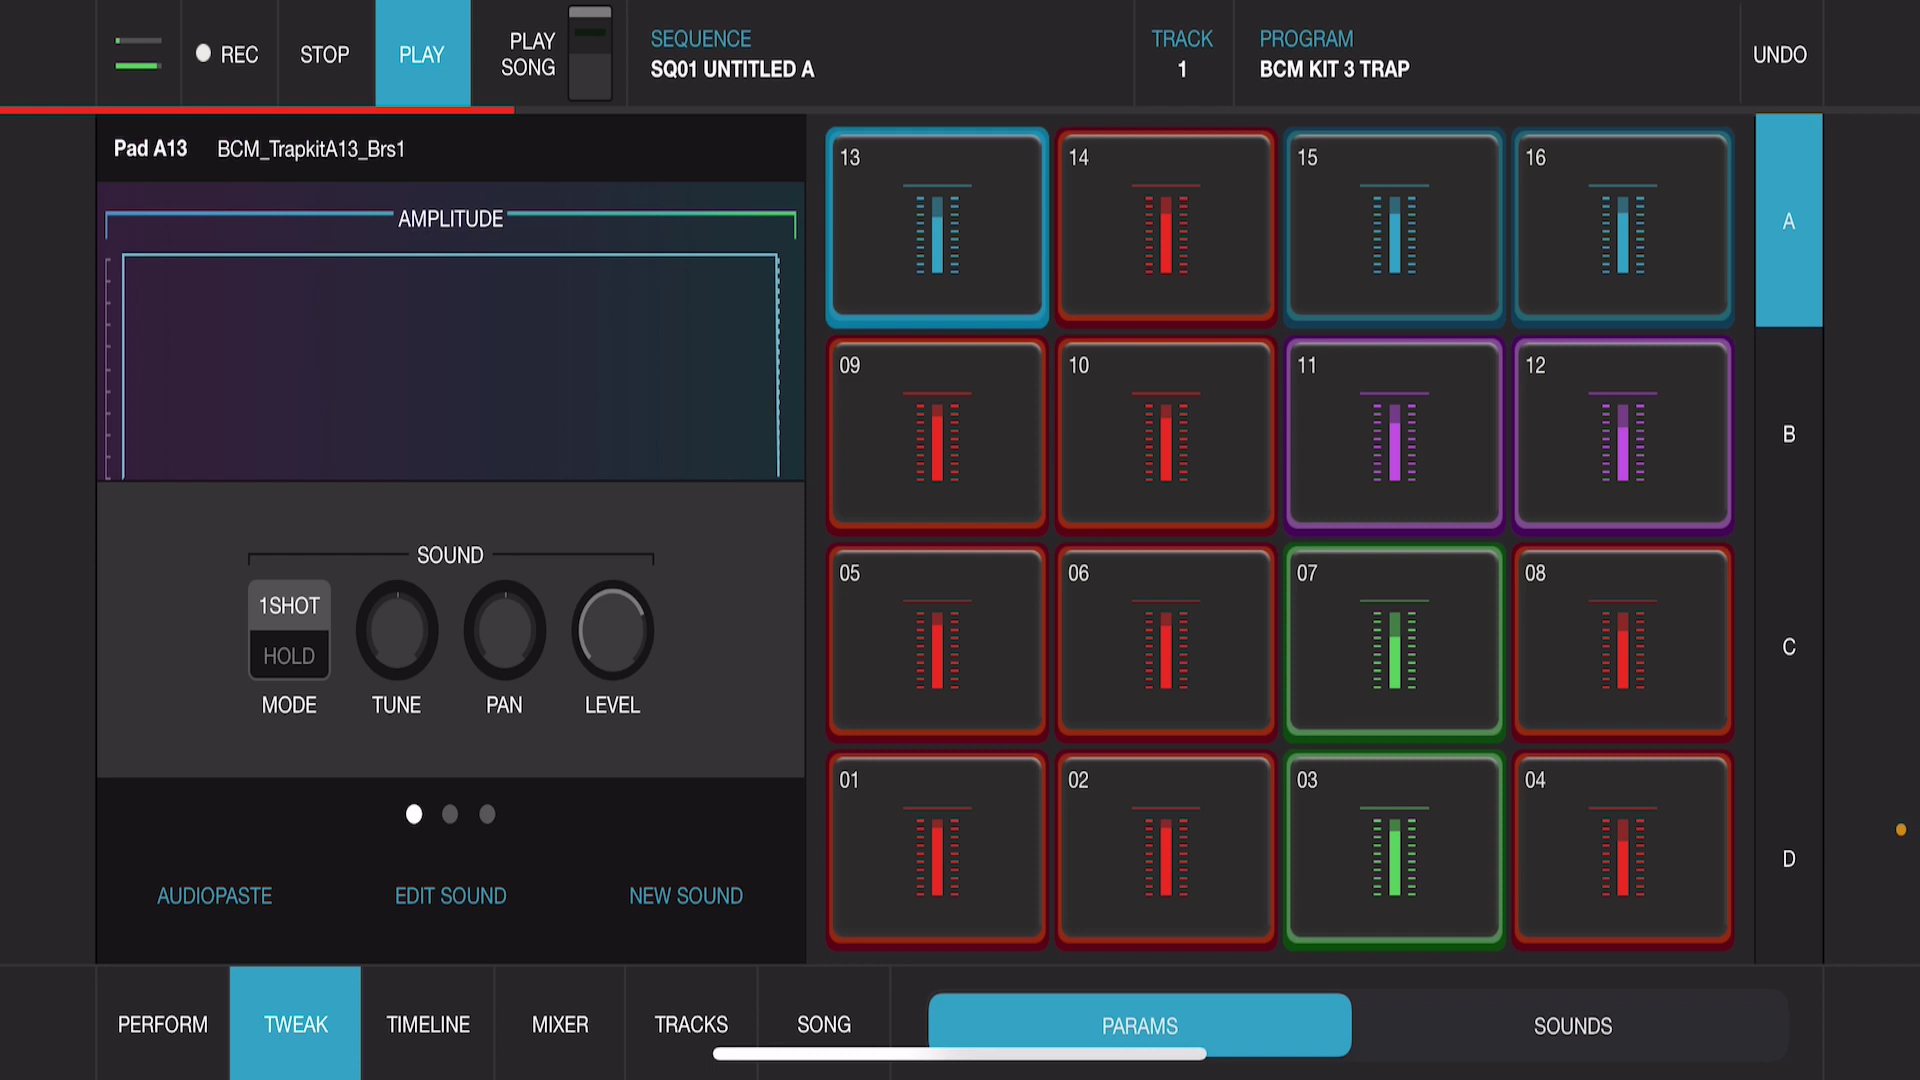 REC
STOP
PLAY
PLAY
SONG
SEQUENCE
SQ01 UNTITLED A
TRACK
1
PROGRAM
BCM KIT 3 TRAP
UNDO
Pad A13 BCM_TrapkitA13_Brs1
AMPLITUDE
SOUND
1SHOT
HOLD
MODE TUNE PAN LEVEL
AUDIOPASTE EDIT SOUND NEW SOUND
13 14 15 16
09 10 11 12
05 06 07 08
01 02 03 04
A
B
C
D
PERFORM TWEAK TIMELINE MIXER TRACKS SONG PARAMS SOUNDS